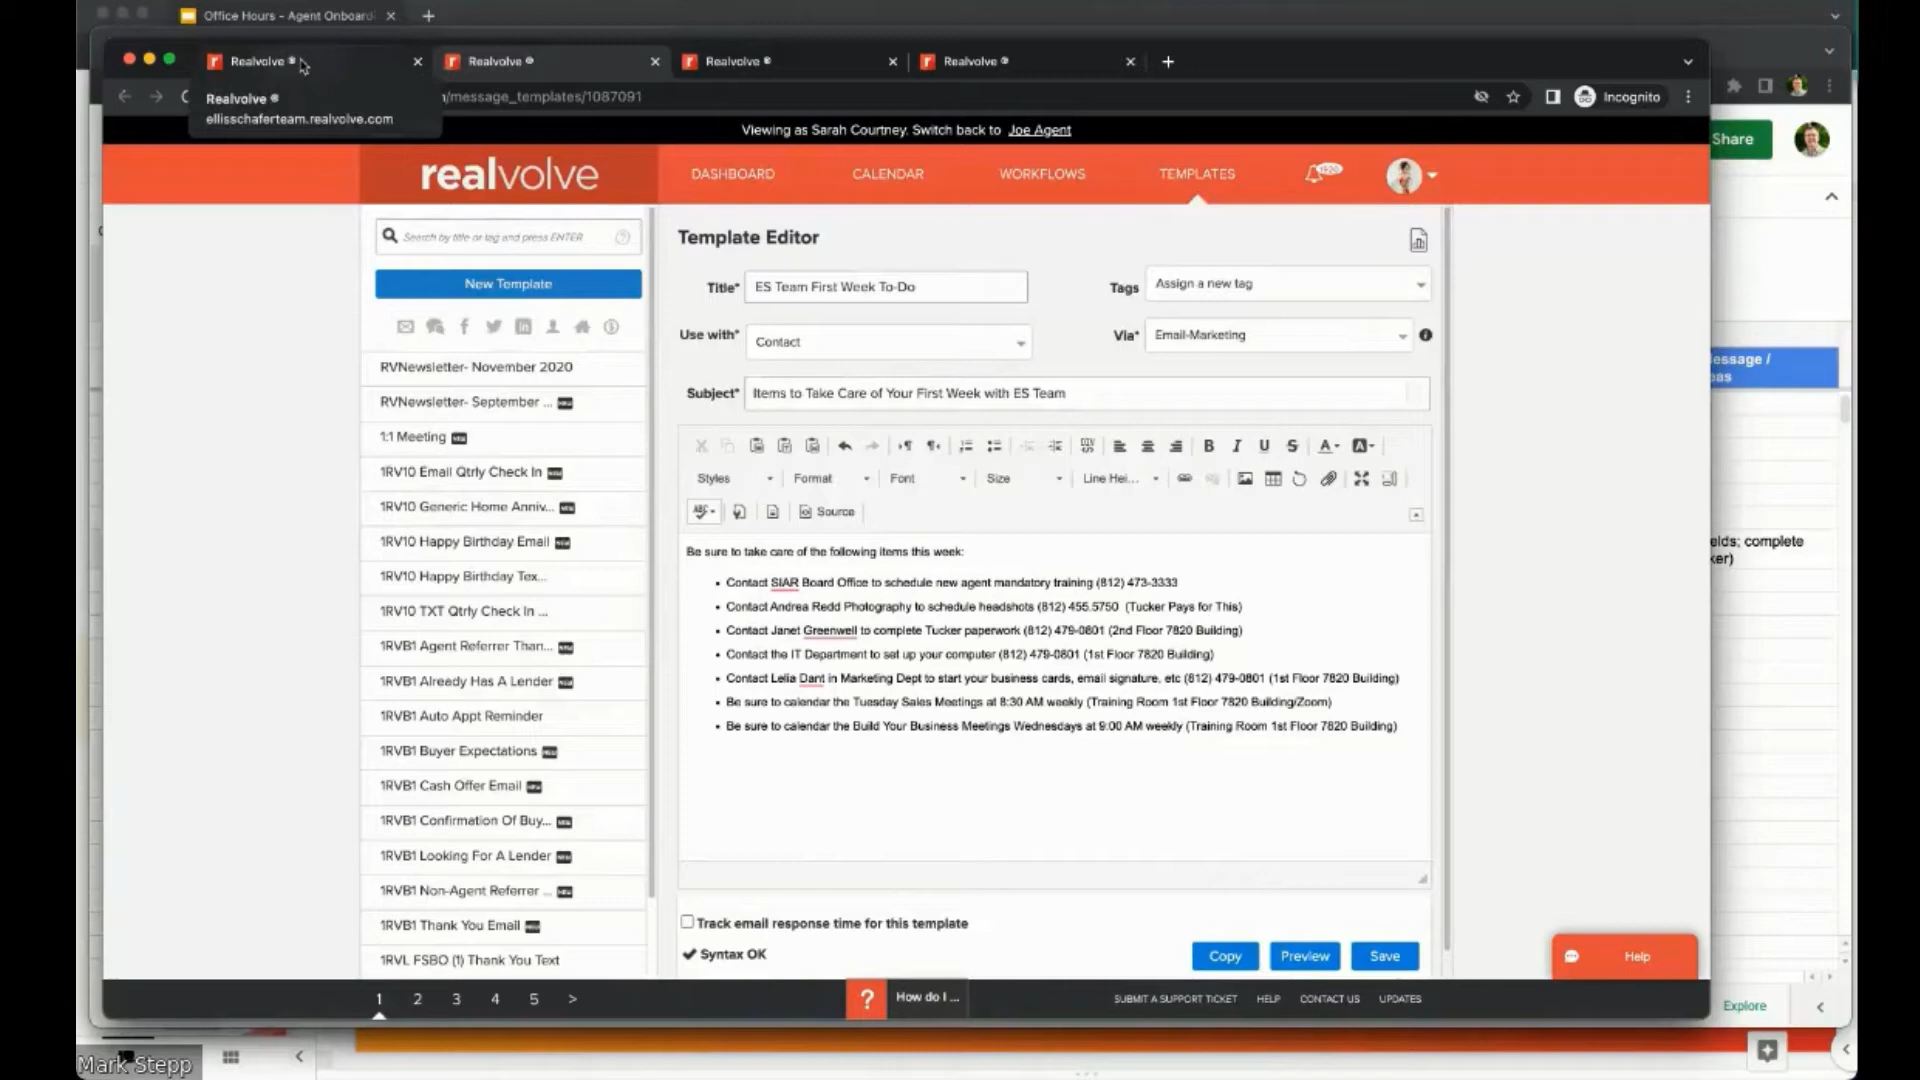 Office Hours - Agent Onboard
Realvolve ®
Realvolve ®
Realvolve ®
Realvolve ®
Realvolve ®
ellisschaferteam.realvolve.com
/message_templates/1087091
Incognito
Viewing as Sarah Courtney. Switch back to Joe Agent
Share
realvolve
DASHBOARD
CALENDAR
WORKFLOWS
TEMPLATES
Search by title or tag and press ENTER
New Template
RVNewsletter- November 2020
RVNewsletter- September ...
1:1 Meeting
1RV10 Email Qtrly Check In
1RV10 Generic Home Anniv...
1RV10 Happy Birthday Email
1RV10 Happy Birthday Tex...
1RV10 TXT Qtrly Check In ...
1RVB1 Agent Referrer Than...
1RVB1 Already Has A Lender
1RVB1 Auto Appt Reminder
1RVB1 Buyer Expectations
1RVB1 Cash Offer Email
1RVB1 Confirmation Of Buy...
1RVB1 Looking For A Lender
1RVB1 Non-Agent Referrer ...
1RVB1 Thank You Email
1RVL FSBO (1) Thank You Text
Template Editor
Title* ES Team First Week To-Do
Tags Assign a new tag
Use with* Contact
Via* Email-Marketing
Subject* Items to Take Care of Your First Week with ES Team
B I U S A A
Styles Format Font Size Line Hei...
ABC Source
Be sure to take care of the following items this week:
• Contact SIAR Board Office to schedule new agent mandatory training (812) 473-3333
• Contact Andrea Redd Photography to schedule headshots (812) 455.5750 (Tucker Pays for This)
• Contact Janet Greenwell to complete Tucker paperwork (812) 479-0801 (2nd Floor 7820 Building)
• Contact the IT Department to set up your computer (812) 479-0801 (1st Floor 7820 Building)
• Contact Lelia Dant in Marketing Dept to start your business cards, email signature, etc (812) 479-0801 (1st Floor 7820 Building)
• Be sure to calendar the Tuesday Sales Meetings at 8:30 AM weekly (Training Room 1st Floor 7820 Building/Zoom)
• Be sure to calendar the Build Your Business Meetings Wednesdays at 9:00 AM weekly (Training Room 1st Floor 7820 Building)
Track email response time for this template
Syntax OK
Copy
Preview
Save
Help
essage /
elds; complete
ker)
1 2 3 4 5 >
? How do I ...
SUBMIT A SUPPORT TICKET
HELP
CONTACT US
UPDATES
Explore
Mark Stepp